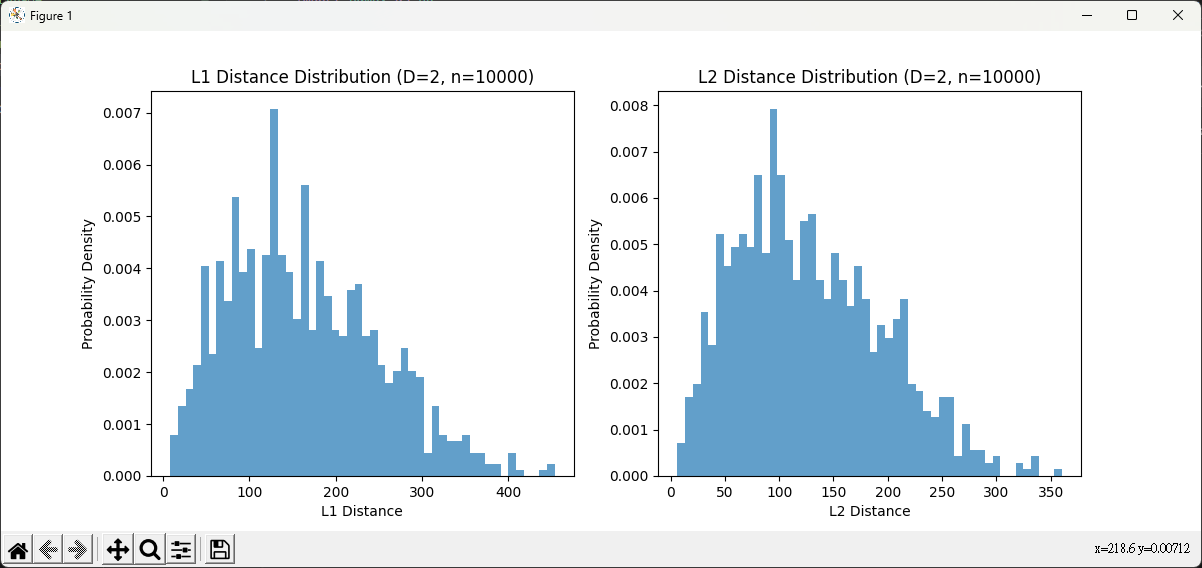 Figure 1
L1 Distance Distribution (D=2, n=10000)
Probability Density
0.007
0.006
0.005
0.004
0.003
0.002
0.001
0.000
0 100 200 300 400
L1 Distance
L2 Distance Distribution (D=2, n=10000)
Probability Density
0.008
0.007
0.006
0.005
0.004
0.003
0.002
0.001
0.000
0 50 100 150 200 250 300 350
L2 Distance
x=218.6 y=0.00712